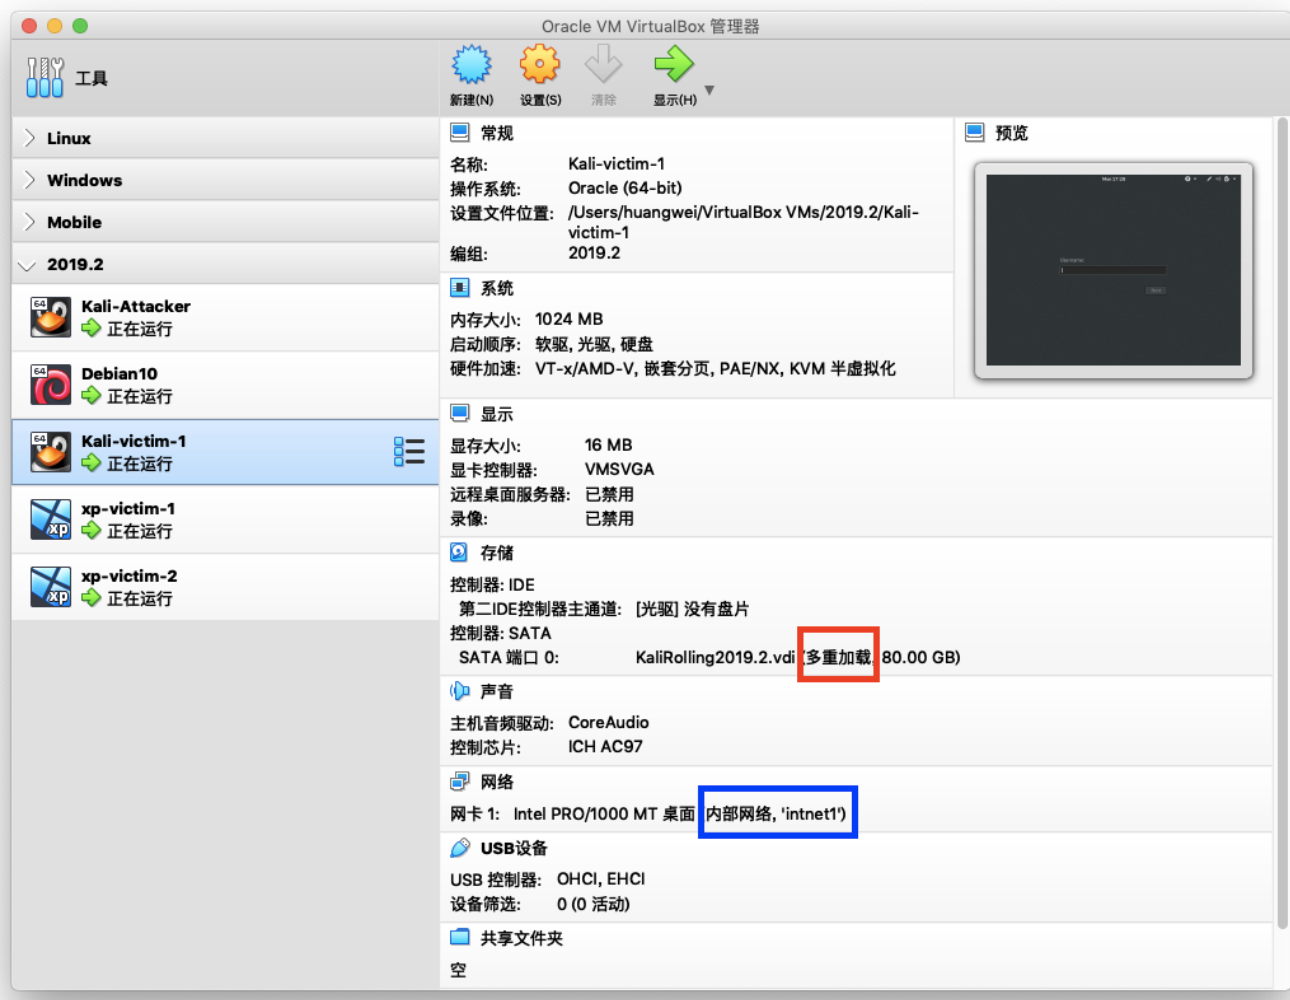 Oracle VM VirtualBox 管理器
工具
新建(N)
设置(S)
清除
显示(H)
Linux
Windows
Mobile
2019.2
64
Kali-Attacker
正在运行
64
Debian10
正在运行
64
Kali-victim-1
正在运行
xp
xp-victim-1
正在运行
xp
xp-victim-2
正在运行
常规
名称: Kali-victim-1
操作系统: Oracle (64-bit)
设置文件位置: /Users/huangwei/VirtualBox VMs/2019.2/Kali-
victim-1
编组: 2019.2
预览
系统
内存大小: 1024 MB
启动顺序: 软驱, 光驱, 硬盘
硬件加速: VT-x/AMD-V, 嵌套分页, PAE/NX, KVM 半虚拟化
显示
显存大小: 16 MB
显卡控制器: VMSVGA
远程桌面服务器: 已禁用
录像: 已禁用
存储
控制器: IDE
第二IDE控制器主通道: [光驱] 没有盘片
控制器: SATA
SATA 端口 0: KaliRolling2019.2.vdi (多重加载, 80.00 GB)
声音
主机音频驱动: CoreAudio
控制芯片: ICH AC97
网络
网卡 1: Intel PRO/1000 MT 桌面 (内部网络, 'intnet1')
USB设备
USB 控制器: OHCI, EHCI
设备筛选: 0 (0 活动)
共享文件夹
空